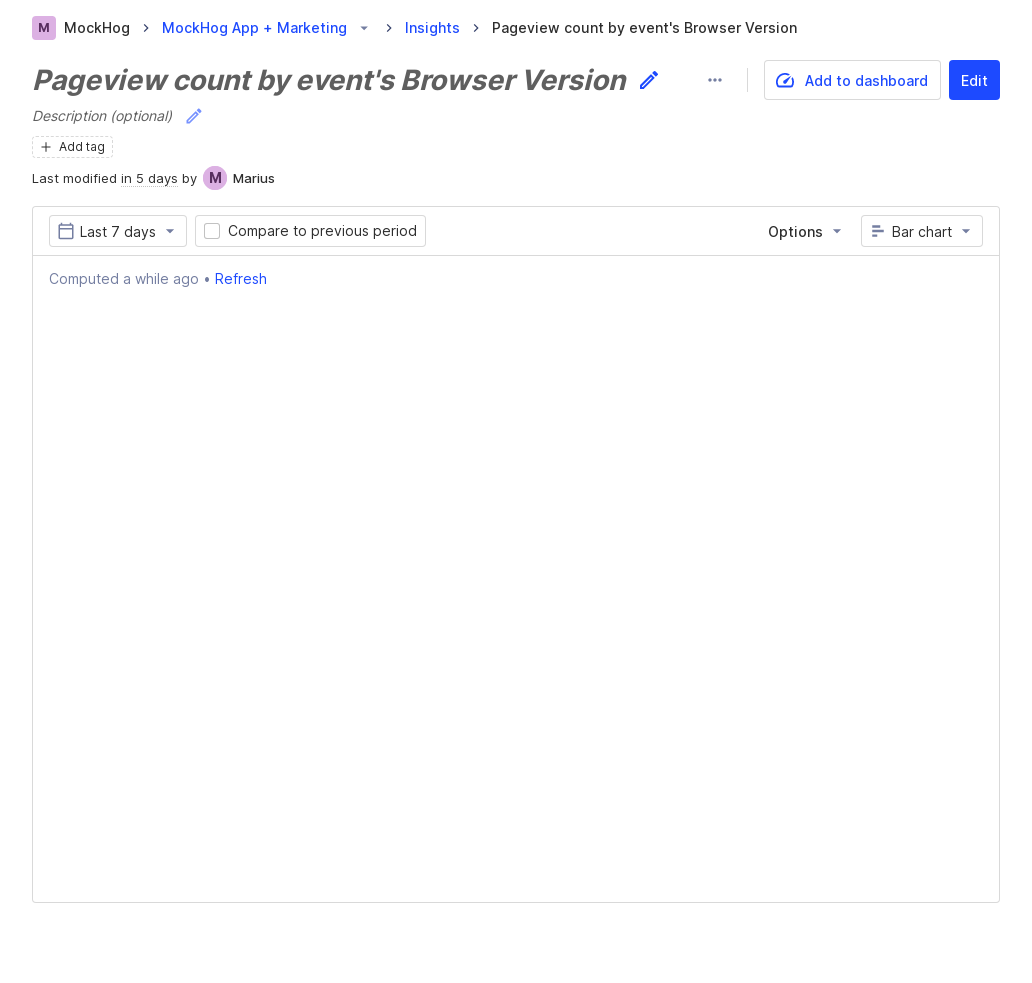 M MockHog > MockHog App + Marketing > Insights > Pageview count by event's Browser Version
Pageview count by event's Browser Version
Add to dashboard
Edit
Description (optional)
Add tag
Last modified in 5 days by M Marius
Last 7 days
Compare to previous period
Options
Bar chart
Computed a while ago • Refresh